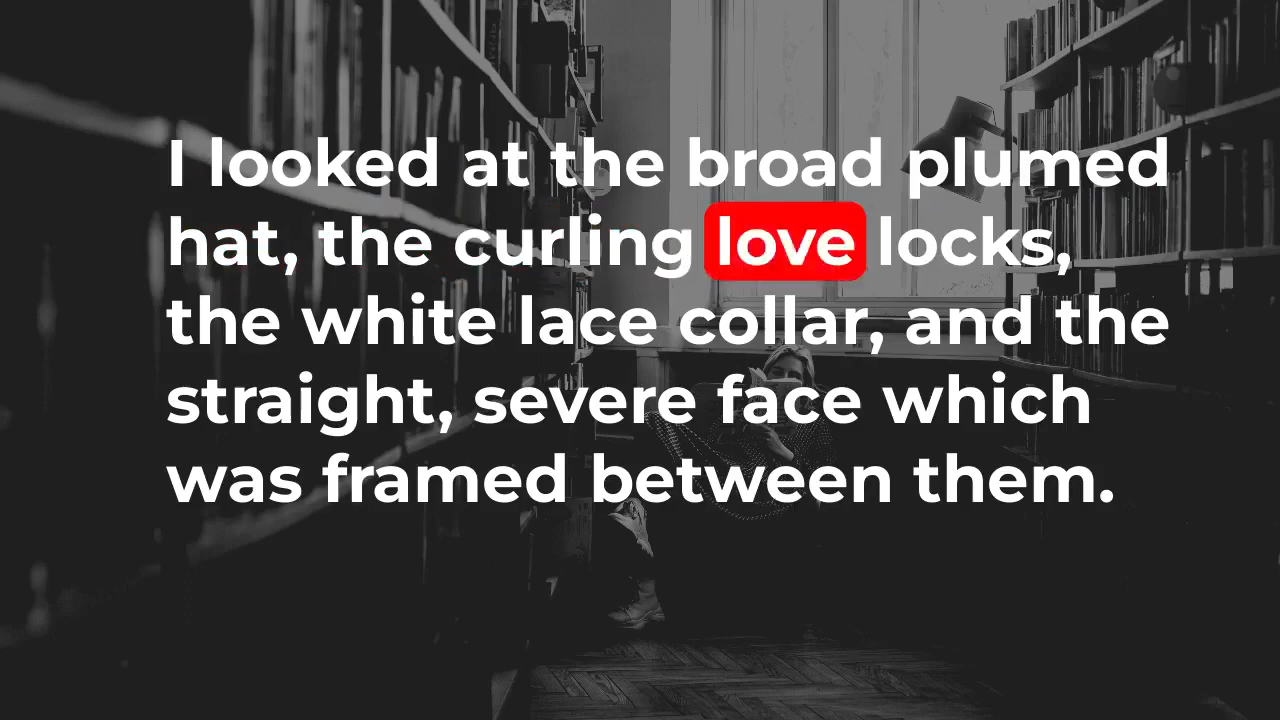 I looked at the broad plumed
hat, the curling love locks,
the white lace collar, and the
straight, severe face which
was framed between them.